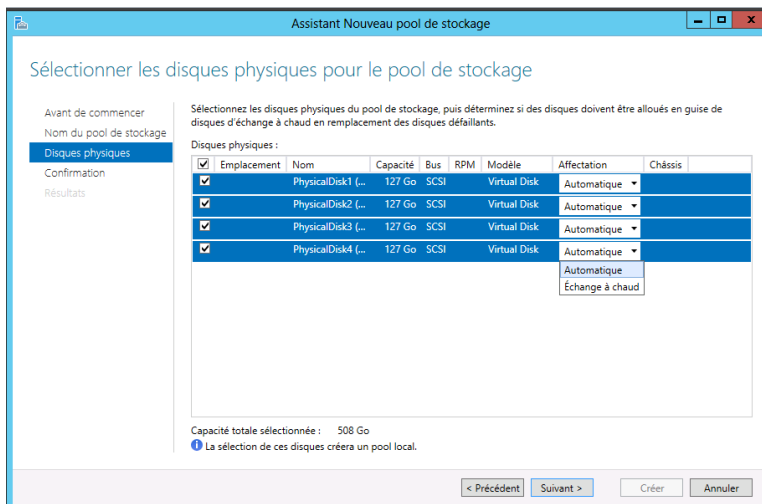 Assistant Nouveau pool de stockage
Sélectionner les disques physiques pour le pool de stockage
Avant de commencer
Nom du pool de stockage
Disques physiques
Confirmation
Résultats
Sélectionnez les disques physiques du pool de stockage, puis déterminez si des disques doivent être alloués en guise de
disques d'échange à chaud en remplacement des disques défaillants.
Disques physiques :
Emplacement Nom Capacité Bus RPM Modèle Affectation Châssis
PhysicalDisk1 (... 127 Go SCSI Virtual Disk Automatique
PhysicalDisk2 (... 127 Go SCSI Virtual Disk Automatique
PhysicalDisk3 (... 127 Go SCSI Virtual Disk Automatique
PhysicalDisk4 (... 127 Go SCSI Virtual Disk Automatique
Automatique
Échange à chaud
Capacité totale sélectionnée : 508 Go
La sélection de ces disques créera un pool local.
< Précédent Suivant > Créer Annuler